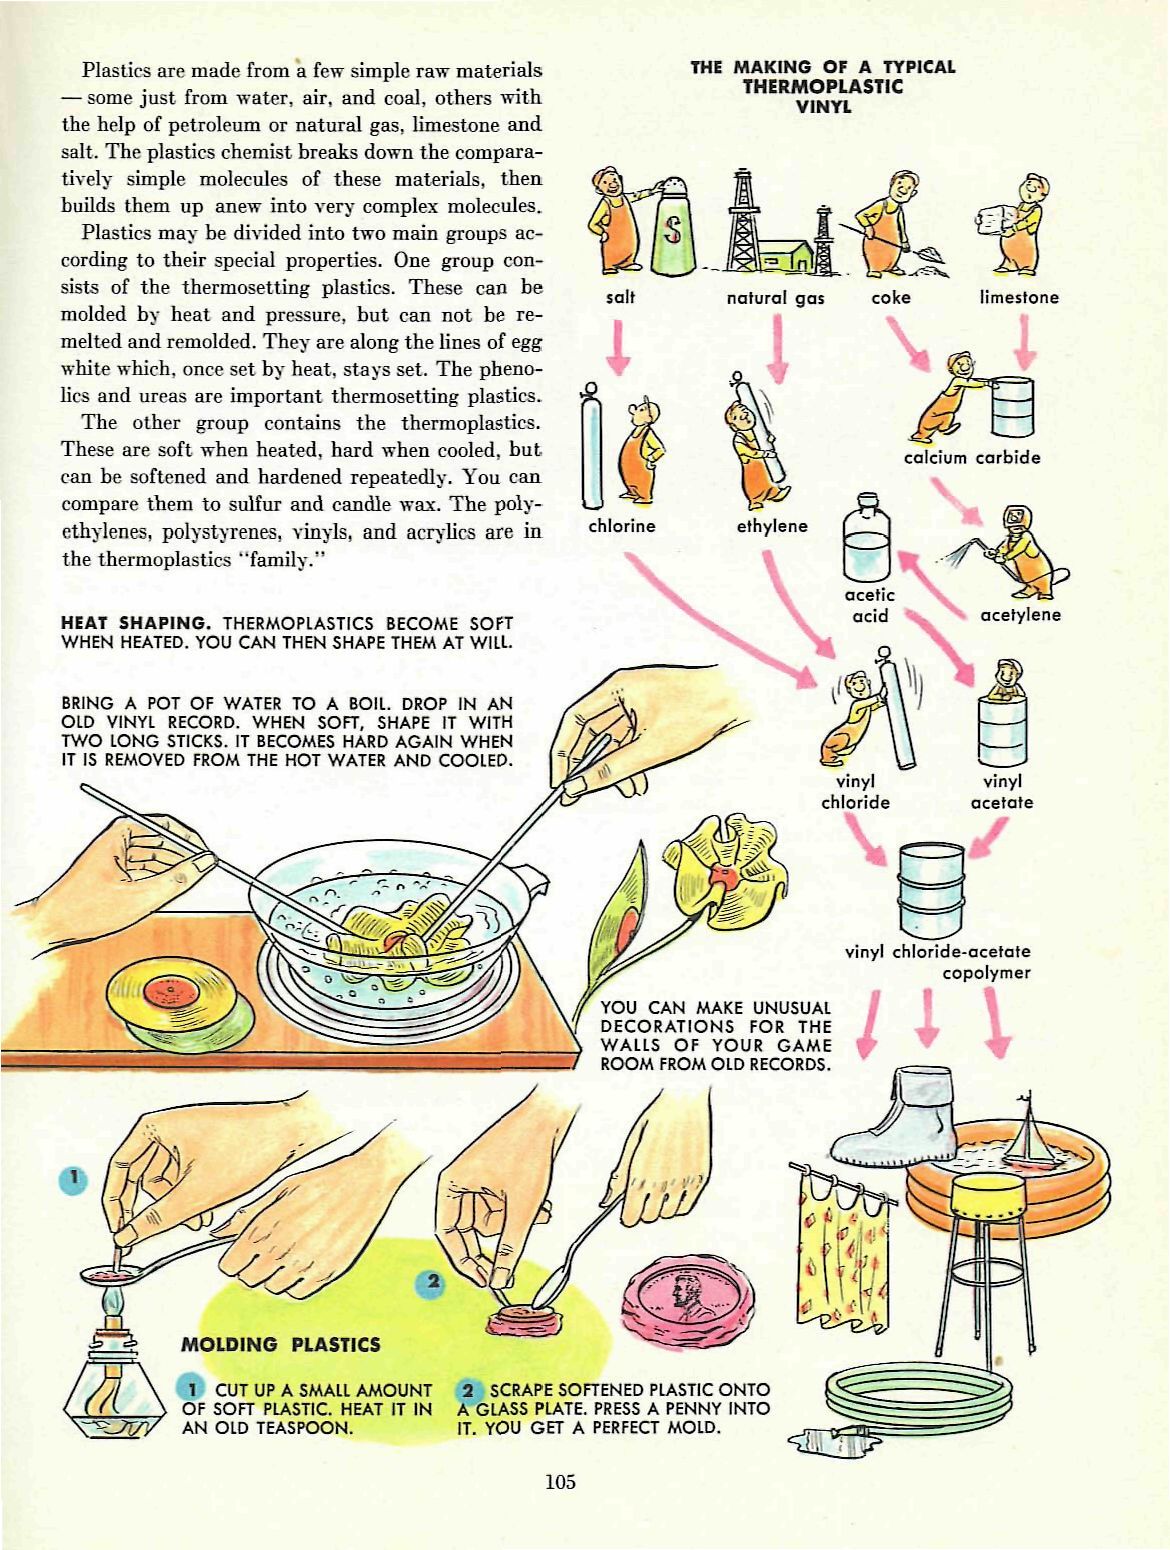 Plastics are made from a few simple raw materials
— some just from water, air, and coal, others with
the help of petroleum or natural gas, limestone and
salt. The plastics chemist breaks down the compara-
tively simple molecules of these materials, then
builds them up anew into very complex molecules.
Plastics may be divided into two main groups ac-
cording to their special properties. One group con-
sists of the thermosetting plastics. These can be
molded by heat and pressure, but can not be re-
melted and remolded. They are along the lines of egg
white which, once set by heat, stays set. The pheno-
lics and ureas are important thermosetting plastics.
The other group contains the thermoplastics.
These are soft when heated, hard when cooled, but
can be softened and hardened repeatedly. You can
compare them to sulfur and candle wax. The poly-
ethylenes, polystyrenes, vinyls, and acrylics are in
the thermoplastics "family."
HEAT SHAPING. THERMOPLASTICS BECOME SOFT
WHEN HEATED. YOU CAN THEN SHAPE THEM AT WILL.
BRING A POT OF WATER TO A BOIL. DROP IN AN
OLD VINYL RECORD. WHEN SOFT, SHAPE IT WITH
TWO LONG STICKS. IT BECOMES HARD AGAIN WHEN
IT IS REMOVED FROM THE HOT WATER AND COOLED.
YOU CAN MAKE UNUSUAL
DECORATIONS FOR THE
WALLS OF YOUR GAME
ROOM FROM OLD RECORDS.
THE MAKING OF A TYPICAL
THERMOPLASTIC
VINYL
S
salt natural gas coke limestone
calcium carbide
chlorine ethylene
acetic
acid
acetylene
vinyl
chloride
vinyl
acetate
vinyl chloride-acetate
copolymer
1
2
MOLDING PLASTICS
1 CUT UP A SMALL AMOUNT
OF SOFT PLASTIC. HEAT IT IN
AN OLD TEASPOON.
2 SCRAPE SOFTENED PLASTIC ONTO
A GLASS PLATE. PRESS A PENNY INTO
IT. YOU GET A PERFECT MOLD.
105